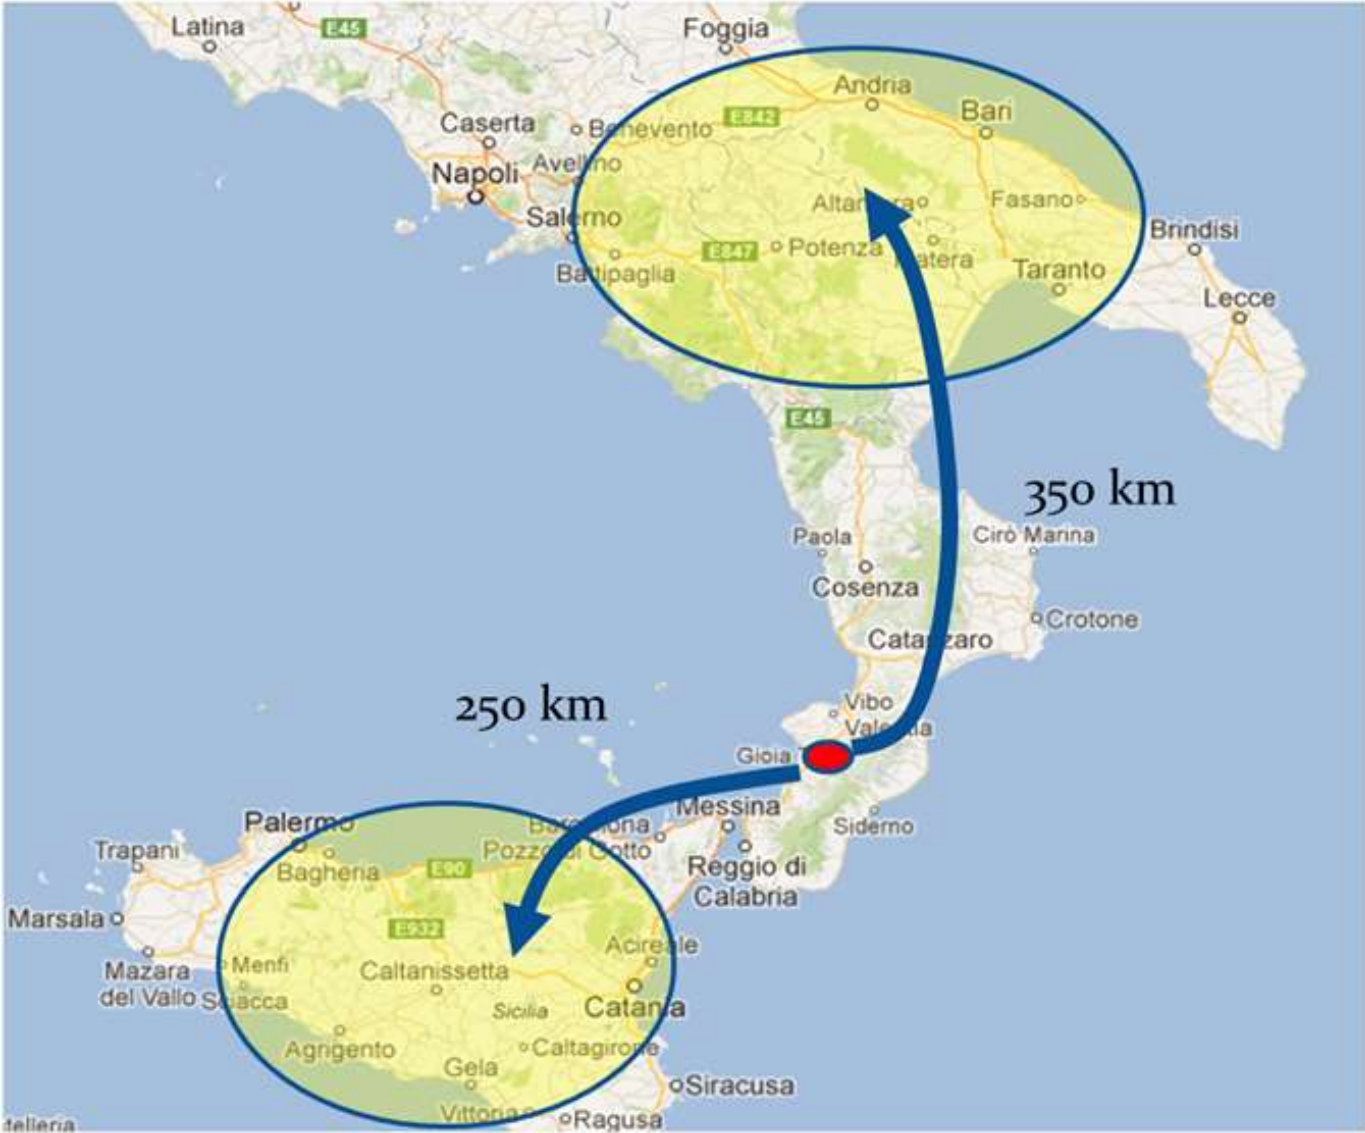 Latina
E45
Foggia
Andria
Bari
E842
Caserta
Benevento
Napoli
Avellino
Salerno
Fasano
Brindisi
E847
Potenza
Battipaglia
Taranto
Lecce
E45
350 km
Paola
Cirò Marina
Cosenza
Crotone
250 km
Vibo
Gioia
Messina
Siderno
Reggio di
Calabria
Palermo
Trapani
Bagheria
E90
Marsala
E932
Acireale
Menfi
Mazara
del Vallo
Sciacca
Caltanissetta
Sicilia
Catania
Agrigento
Caltagirone
Gela
Siracusa
Vittoria
Ragusa